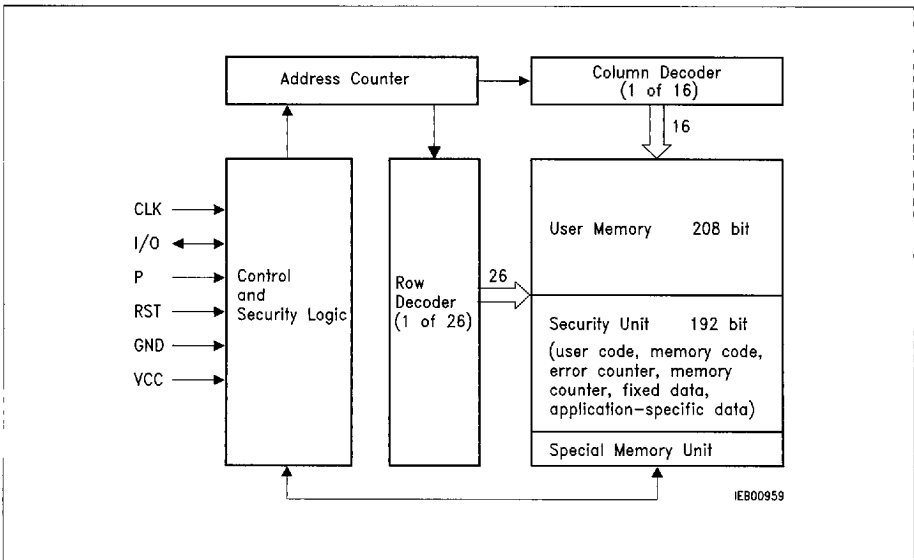 Address Counter
Column Decoder
(1 of 16)
16
CLK
I/O
P
RST
GND
VCC
Control
and
Security Logic
Row
Decoder
(1 of 26)
26
User Memory 208 bit
Security Unit 192 bit
(user code, memory code,
error counter, memory
counter, fixed data,
application-specific data)
Special Memory Unit
IEB00959